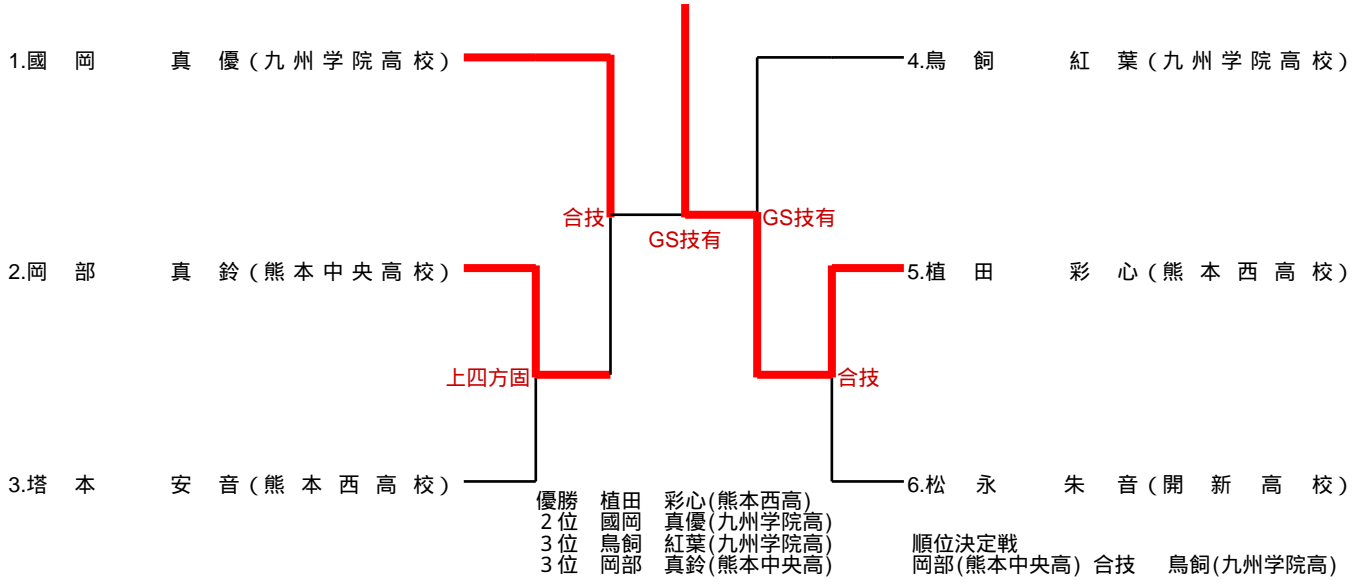 1.國岡 真優(九州学院高校)
4.鳥飼 紅葉(九州学院高校)
合技
GS技有
GS技有
2.岡部 真鈴(熊本中央高校)
5.植田 彩心(熊本西高校)
上四方固
合技
3.塔本 安音(熊本西高校)
6.松永 朱音(開新高校)
優勝 植田 彩心(熊本西高)
2位 國岡 真優(九州学院高)
3位 鳥飼 紅葉(九州学院高)
3位 岡部 真鈴(熊本中央高)
順位決定戦
岡部(熊本中央高) 合技 鳥飼(九州学院高)